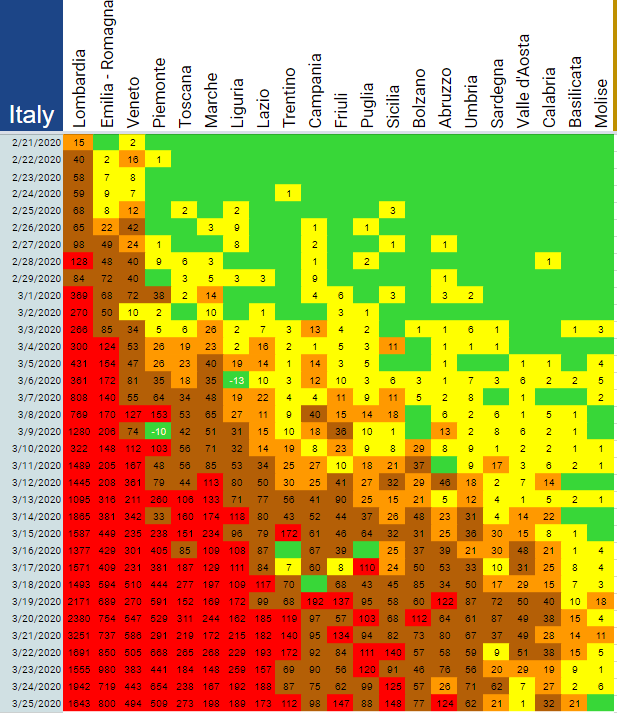 Italy Lombardia Emilia - Romagna Veneto Piemonte Toscana Marche Liguria Lazio Trentino Campania Friuli Puglia Sicilia Bolzano Abruzzo Umbria Sardegna Valle d'Aosta Calabria Basilicata Molise
2/21/2020 15 2
2/22/2020 40 2 16 1
2/23/2020 58 7 8
2/24/2020 59 9 7 1
2/25/2020 68 8 12 2 2 3
2/26/2020 65 22 42 3 9 1 1
2/27/2020 98 49 24 1 8 2 1 1
2/28/2020 128 48 40 9 6 3 1 2 1
2/29/2020 84 72 40 3 5 3 3 9 1
3/1/2020 369 68 72 38 2 14 4 6 3 3 2
3/2/2020 270 50 10 2 10 1 3 1
3/3/2020 266 85 34 5 6 26 2 7 3 13 4 2 1 1 6 1 1 3
3/4/2020 300 124 53 26 19 23 2 16 2 1 5 3 11 1 1
3/5/2020 431 154 47 26 23 40 19 14 1 14 3 5 1 1 1 4
3/6/2020 361 172 81 35 18 35 -13 10 3 12 10 3 6 3 1 7 3 6 2 2 5
3/7/2020 808 140 55 64 34 48 19 22 4 4 11 9 11 5 2 8 1 2
3/8/2020 769 170 127 153 53 65 27 11 9 40 15 14 18 6 2 6 1 5 1
3/9/2020 1280 206 74 -10 42 51 31 15 10 18 36 10 1 13 2 8 6 2 1
3/10/2020 322 148 112 103 56 71 32 14 19 8 23 9 8 29 8 9 1 2 2 1 1
3/11/2020 1489 205 167 48 56 85 53 34 25 27 10 18 21 37 9 17 3 6 2 1
3/12/2020 1445 208 361 79 44 113 80 50 30 25 41 27 32 29 46 18 2 7 14
3/13/2020 1095 316 211 260 106 133 71 77 56 41 90 25 15 21 5 12 4 1 5 2 1
3/14/2020 1865 381 342 33 160 174 118 80 43 52 44 37 26 48 23 31 4 14 22
3/15/2020 1587 449 235 238 151 234 96 79 172 61 46 64 32 31 25 36 30 15 8 1
3/16/2020 1377 429 301 405 85 109 108 87 67 39 25 37 39 21 30 48 21 1 4
3/17/2020 1571 409 231 381 187 129 111 84 7 60 8 110 24 50 53 33 10 31 25 8 4
3/18/2020 1493 594 510 444 277 197 109 117 70 68 43 45 85 34 50 17 29 15 7 3
3/19/2020 2171 689 270 591 152 169 172 99 68 192 137 95 58 60 122 87 72 50 40 10 18
3/20/2020 2380 754 547 529 311 244 162 185 119 97 57 103 68 112 64 61 87 49 38 15 4
3/21/2020 3251 737 586 291 219 172 215 182 140 95 134 94 82 73 80 67 37 49 28 14 11
3/22/2020 1691 850 505 668 265 268 229 193 172 92 84 111 140 57 58 59 9 51 38 15 5
3/23/2020 1555 930 383 441 184 148 259 157 69 90 56 120 91 46 76 56 20 29 19 9 1
3/24/2020 1942 719 443 654 238 167 192 188 87 75 62 99 125 57 26 71 62 7 27 2 6
3/25/2020 1643 800 494 509 273 198 189 173 112 98 147 88 148 77 124 62 21 1 32 21